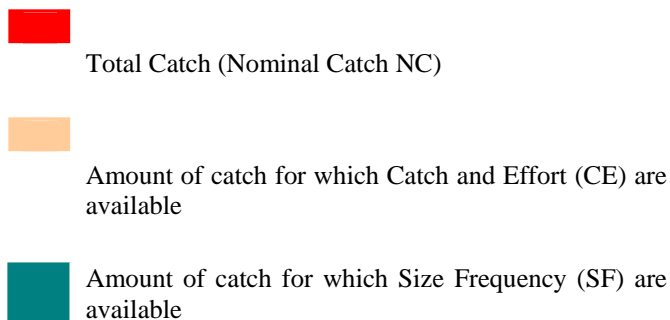 Total Catch (Nominal Catch NC)
Amount of catch for which Catch and Effort (CE) are
available
Amount of catch for which Size Frequency (SF) are
available